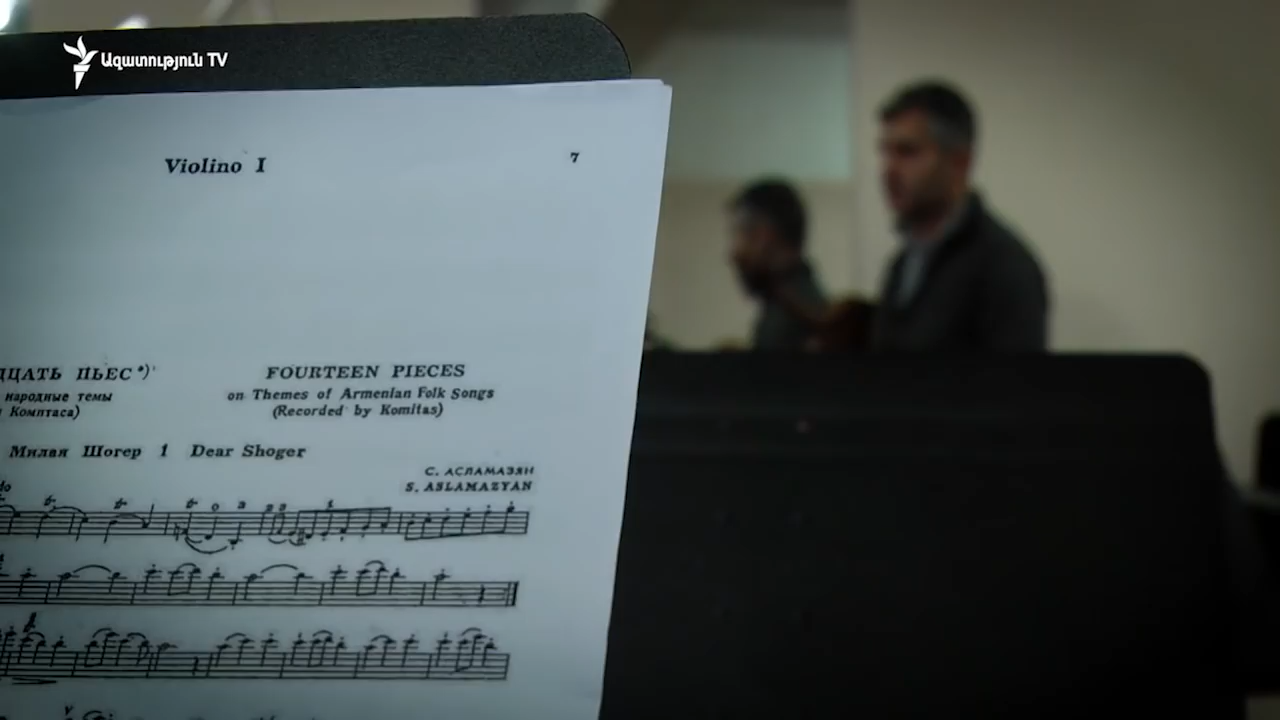 Ազատություն TV
Violino I
7
ДЦАТЬ ПЬЕС*)
народные темы
Комитаса)
FOURTEEN PIECES
on Themes of Armenian Folk Songs
(Recorded by Komitas)
Милая Шогер 1 Dear Shoger
С. АСЛАМАЗЯН
S. ASLAMAZYAN